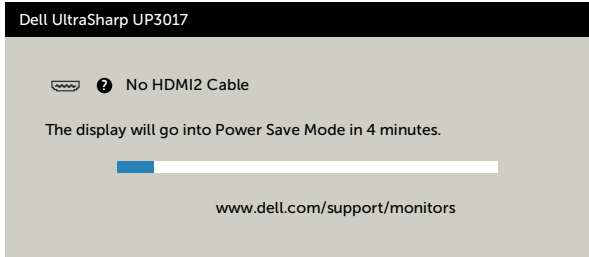 Dell UltraSharp UP3017
? No HDMI2 Cable
The display will go into Power Save Mode in 4 minutes.
www.dell.com/support/monitors